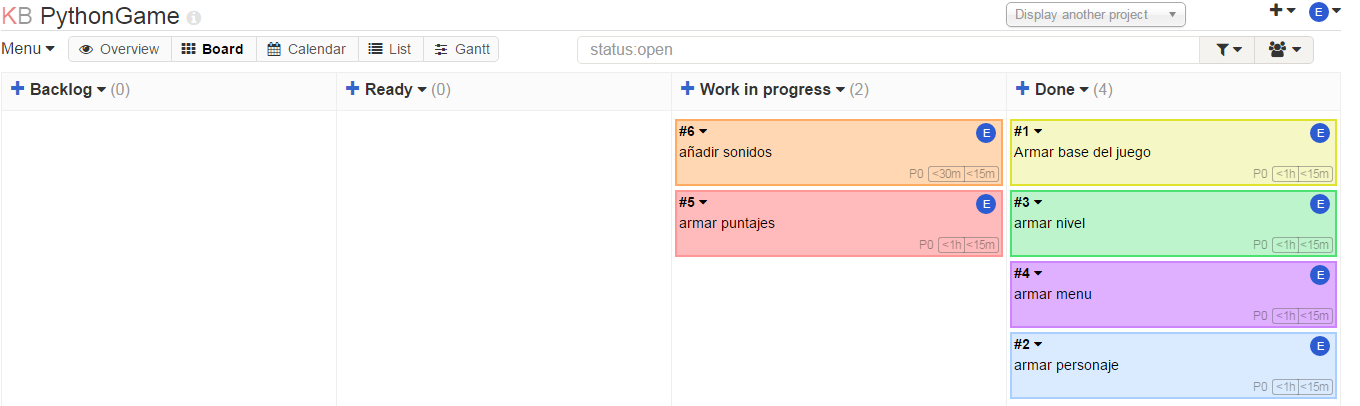 KB PythonGame
Display another project
E
Menu Overview Board Calendar List Gantt
status:open
Backlog (0)
Ready (0)
Work in progress (2)
Done (4)
#6 E
añadir sonidos
P0 <30m <15m
#5 E
armar puntajes
P0 <1h <15m
#1 E
Armar base del juego
P0 <1h <15m
#3 E
armar nivel
P0 <1h <15m
#4 E
armar menu
P0 <1h <15m
#2 E
armar personaje
P0 <1h <15m